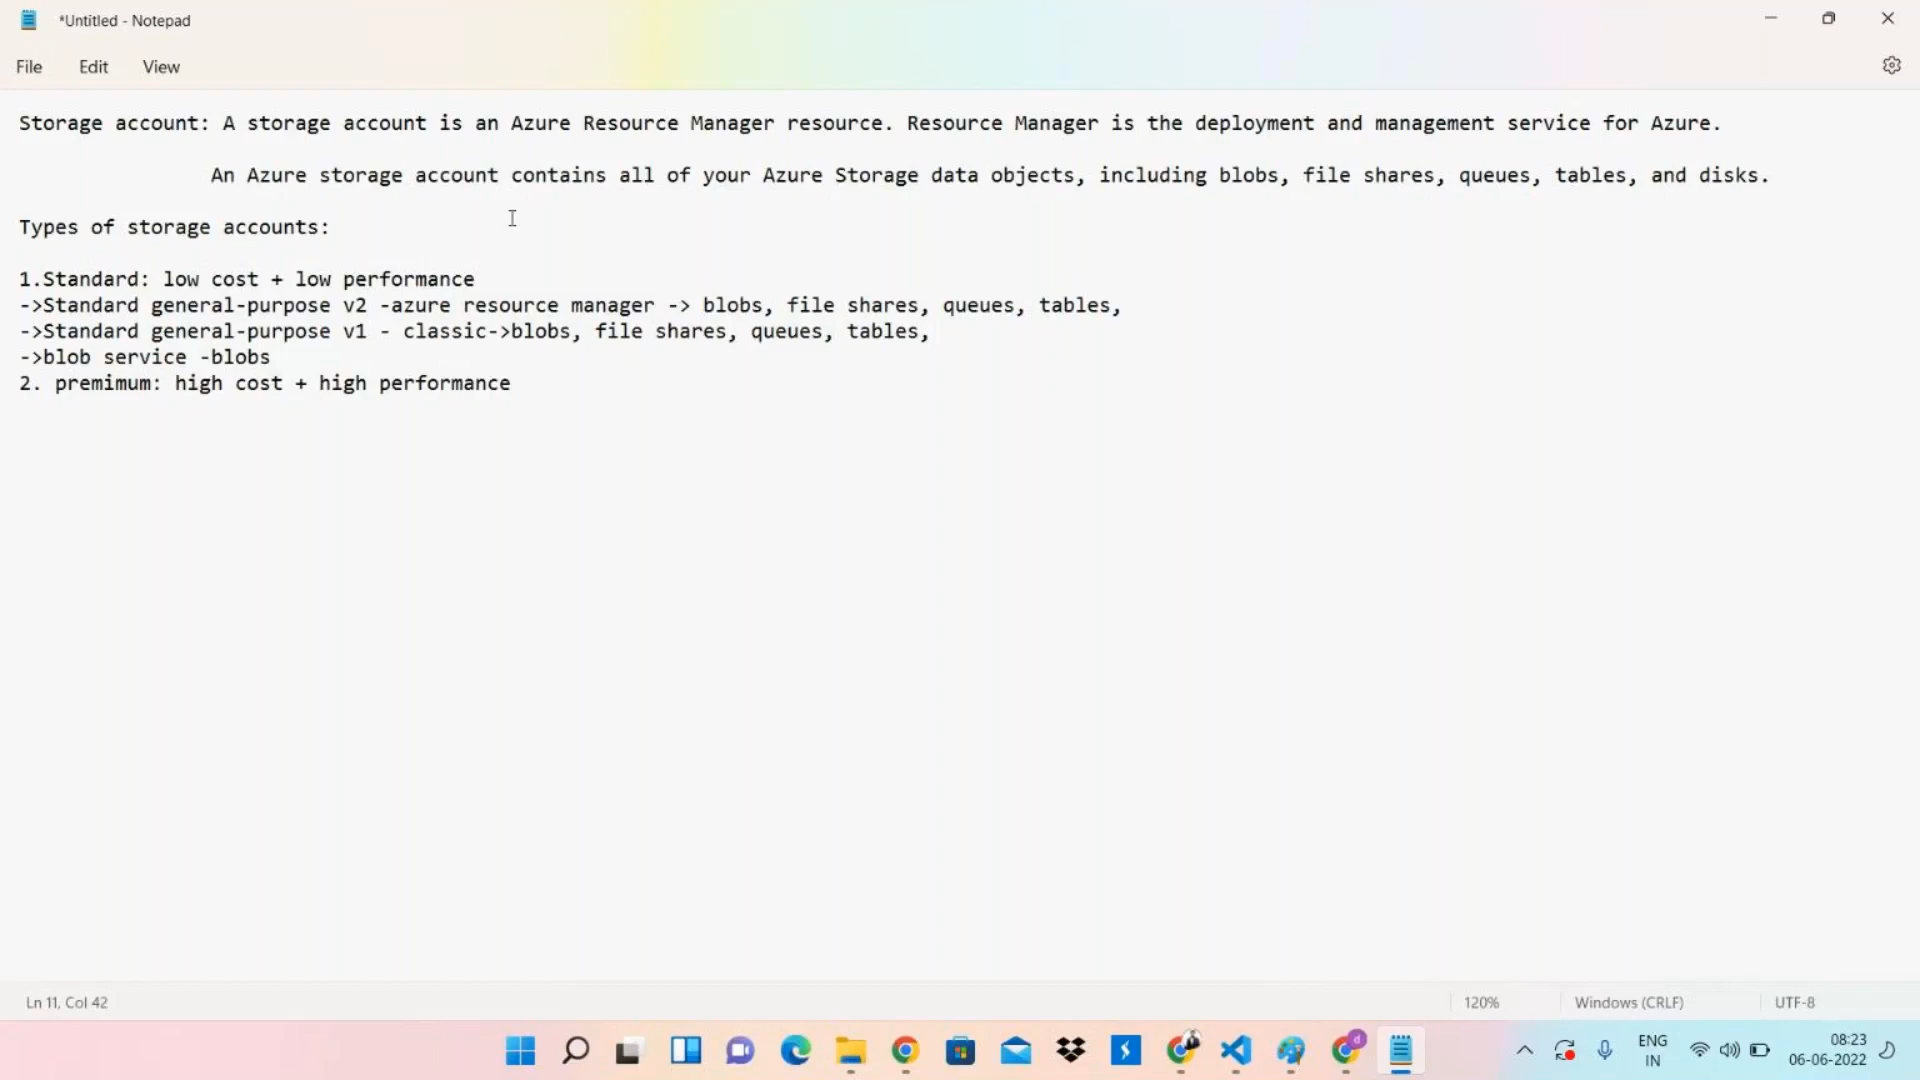 *Untitled - Notepad
File Edit View
Storage account: A storage account is an Azure Resource Manager resource. Resource Manager is the deployment and management service for Azure.
An Azure storage account contains all of your Azure Storage data objects, including blobs, file shares, queues, tables, and disks.
Types of storage accounts:
1.Standard: low cost + low performance
->Standard general-purpose v2 -azure resource manager -> blobs, file shares, queues, tables,
->Standard general-purpose v1 - classic->blobs, file shares, queues, tables,
->blob service -blobs
2. premimum: high cost + high performance
Ln 11, Col 42 120% Windows (CRLF) UTF-8
ENG 08:23
IN 06-06-2022